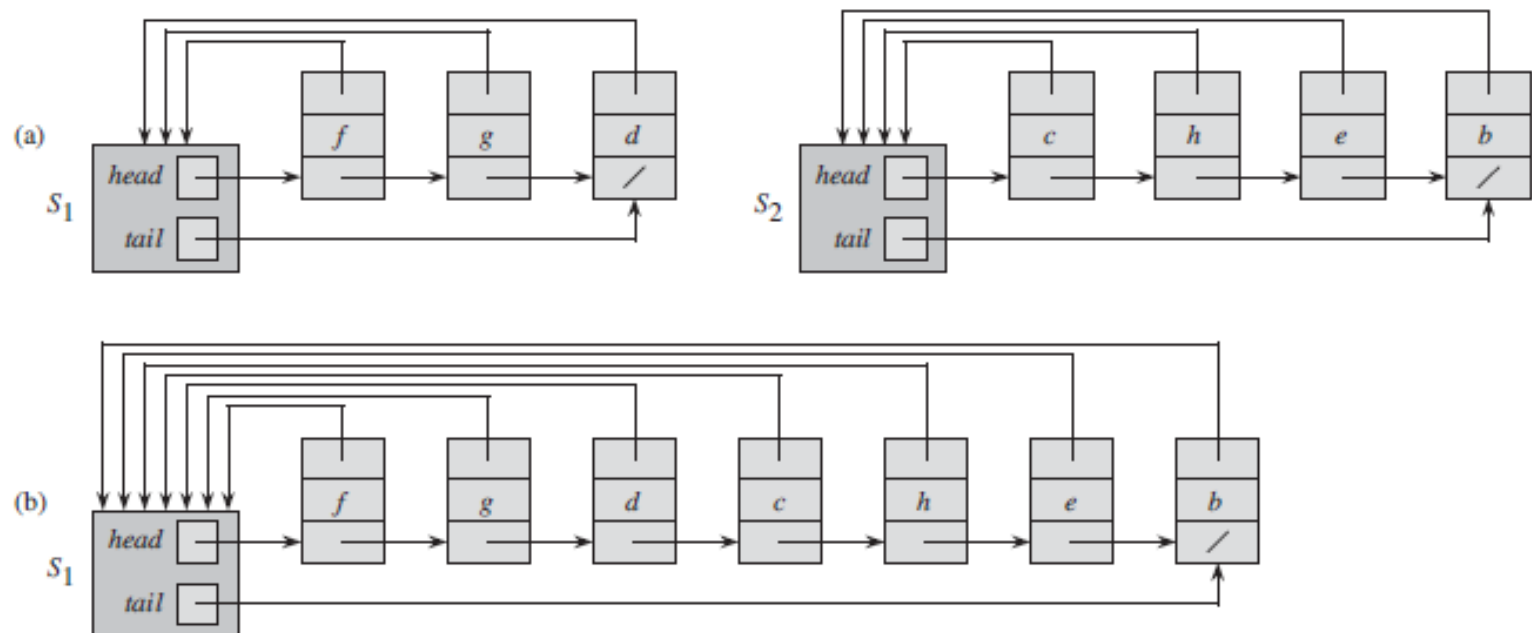 f g d c h e b
(a)
head head
S1 S2
tail tail
f g d c h e b
(b)
head
S1
tail